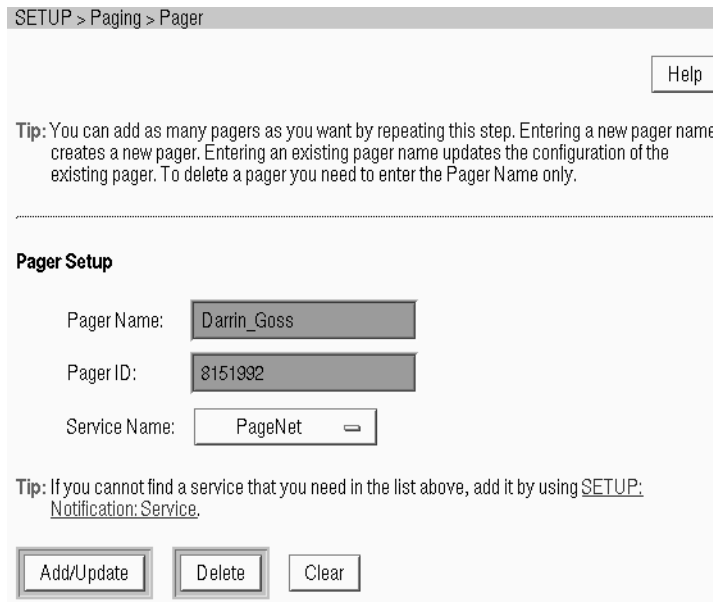 SETUP > Paging > Pager
Help
Tip: You can add as many pagers as you want by repeating this step. Entering a new pager name
creates a new pager. Entering an existing pager name updates the configuration of the
existing pager. To delete a pager you need to enter the Pager Name only.
Pager Setup
Pager Name: Darrin_Goss
Pager ID: 8151992
Service Name: PageNet
Tip: If you cannot find a service that you need in the list above, add it by using SETUP:
Notification: Service.
Add/Update Delete Clear